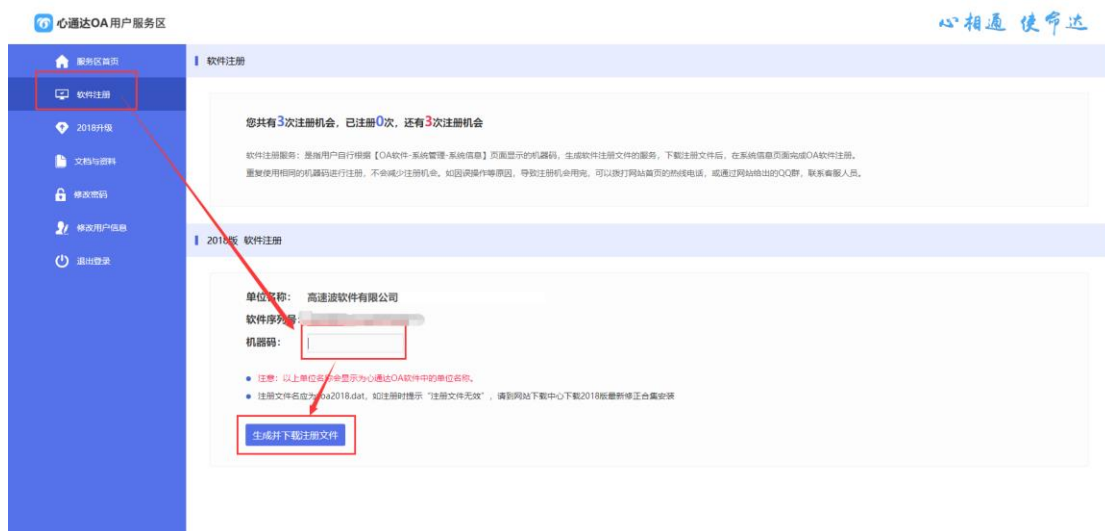 心通达OA用户服务区
心相通 使命达
服务区首页
软件注册
2018升级
文档与资料
修改密码
修改用户信息
退出登录
软件注册
您共有3次注册机会，已注册0次，还有3次注册机会
软件注册服务：是指用户自行根据【OA软件-系统管理-系统信息】页面显示的机器码，生成软件注册文件的服务，下载注册文件后，在系统信息页面完成OA软件注册。
重复使用相同的机器码进行注册，不会减少注册机会。如因误操作等原因，导致注册机会用完，可以拨打网站首页的热线电话，或通过网站给出的QQ群，联系客服人员。
2018版 软件注册
单位名称： 高速波软件有限公司
软件序列号：
机器码：
注意：以上单位名称会显示为心通达OA软件中的单位名称。
注册文件名应为 oa2018.dat，如注册时提示“注册文件无效”，请到网站下载中心下载2018版最新修正合集安装
生成并下载注册文件